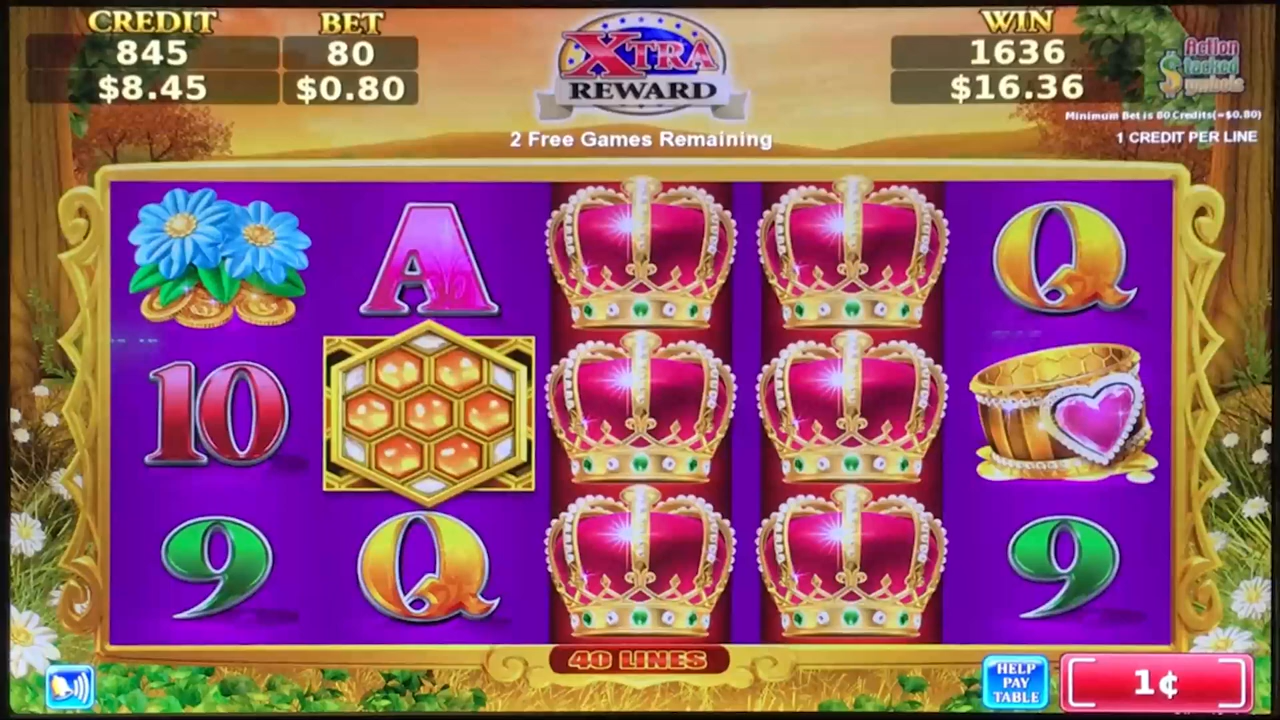 CREDIT
845
$8.45
BET
80
$0.80
XTRA
REWARD
2 Free Games Remaining
WIN
1636
$16.36
Action
$tacked
$ymbols
Minimum Bet is 80 Credits(=$0.80)
1 CREDIT PER LINE
A
Q
10
9
Q
9
40 LINES
HELP
PAY
TABLE
1¢